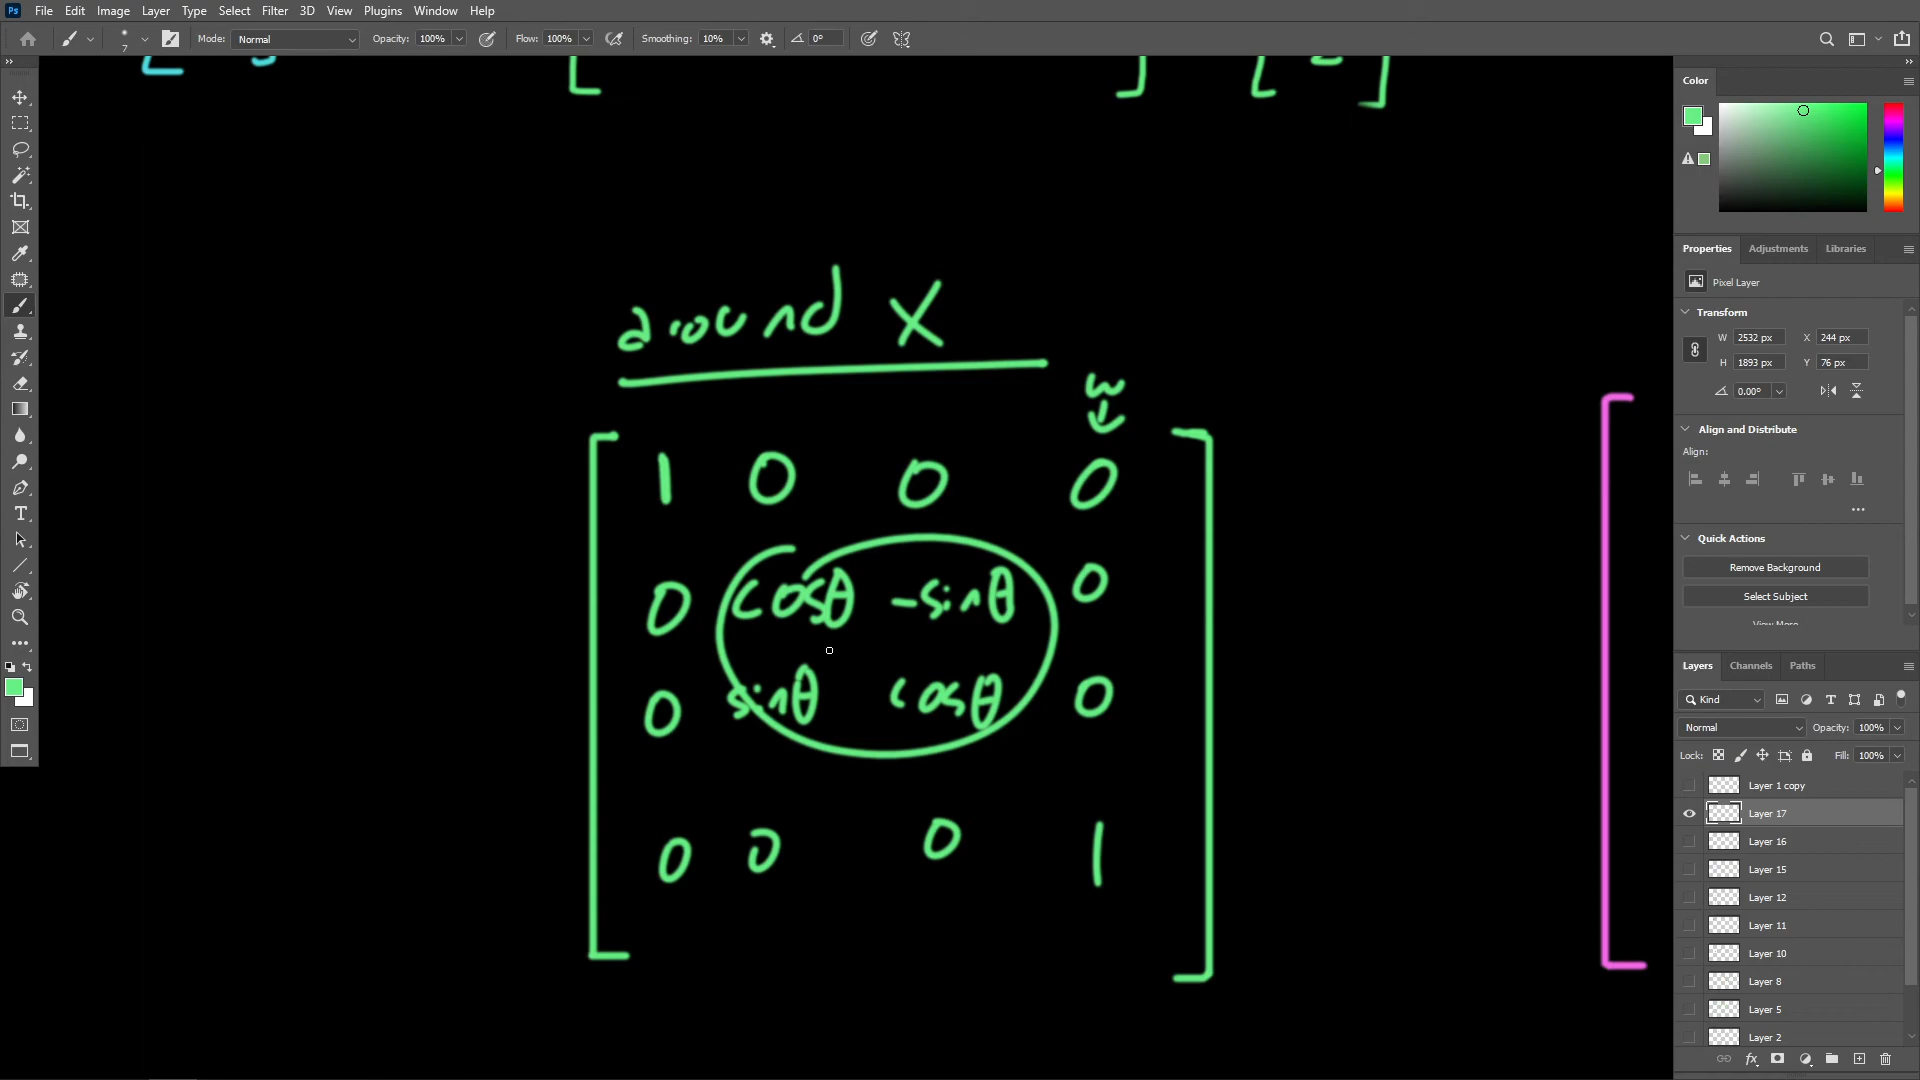 Ps File Edit Image Layer Type Select Filter 3D View Plugins Window Help
7 Mode: Normal Opacity: 100% Flow: 100% Smoothing: 10% 0°
around X
w
1 0 0 0
0 cosθ -sinθ 0
0 sinθ cosθ 0
0 0 0 1
Color
Properties Adjustments Libraries
Pixel Layer
Transform
W 2532 px X 244 px
H 1893 px Y 76 px
0.00°
Align and Distribute
Align:
Quick Actions
Remove Background
Select Subject
View More
Layers Channels Paths
Kind
Normal Opacity: 100%
Lock: Fill: 100%
Layer 1 copy
Layer 17
Layer 16
Layer 15
Layer 12
Layer 11
Layer 10
Layer 8
Layer 5
Layer 2